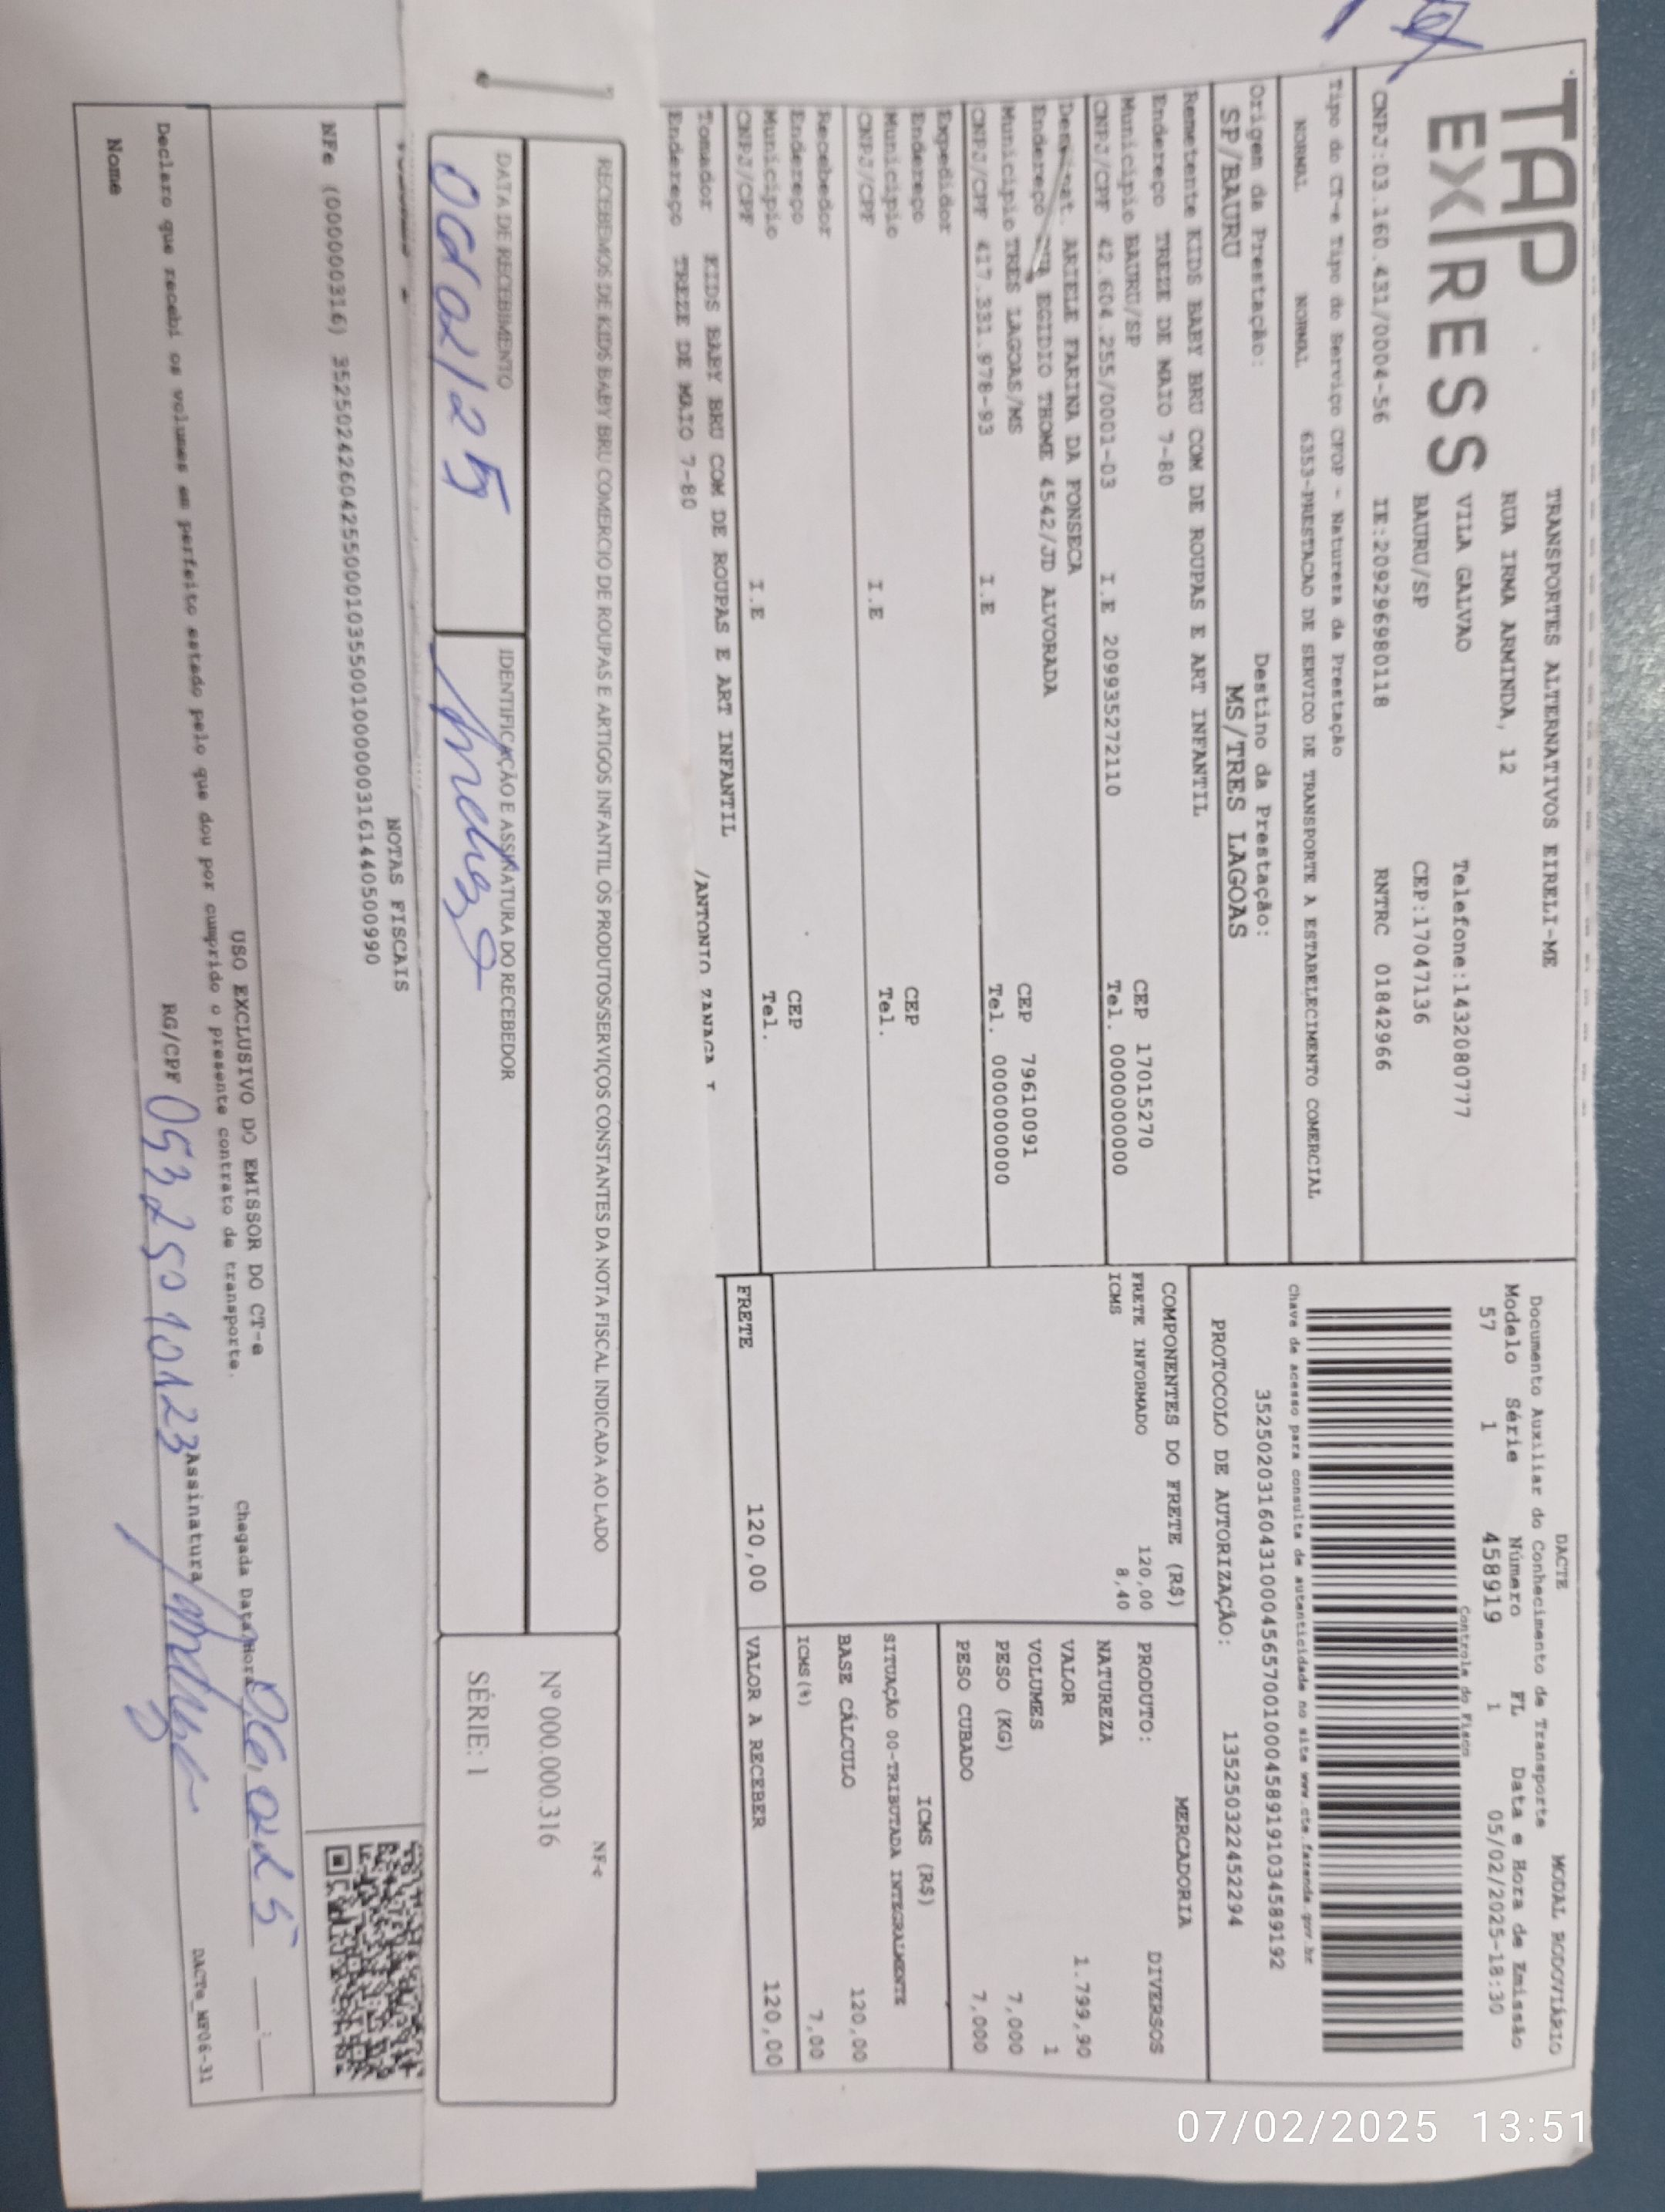 TAP
EXPRESS
TRANSPORTES ALTERNATIVOS EIRELI-ME
RUA IRMA ARMINDA, 12
VILA GALVAO
Telefone:1432080777
BAURU/SP
CEP:17047136
CNPJ:03.160.431/0004-56
IE:209296980118
RNTRC 01842966
DACTE
MODAL RODOVIÁRIO
Documento Auxiliar do Conhecimento de Transporte
Modelo Série Número FL Data e Hora de Emissão
57 1 458919 1 05/02/2025-18:30
Controle do Fisco
Tipo do CT-e Tipo do Serviço CFOP - Natureza da Prestação
NORMAL NORMAL 6353-PRESTACAO DE SERVICO DE TRANSPORTE A ESTABELECIMENTO COMERCIAL
Chave de acesso para consulta de autenticidade no site www.cte.fazenda.gov.br
35250203160431000456570010004589191034589192
Origem da Prestação:
Destino da Prestação:
SP/BAURU
MS/TRES LAGOAS
PROTOCOLO DE AUTORIZAÇÃO: 135250322452294
Remetente KIDS BABY BRU COM DE ROUPAS E ART INFANTIL
Endereço TREZE DE MAIO 7-80
Município BAURU/SP CEP 17015270
CNPJ/CPF 42.604.255/0001-03 I.E 209935272110 Tel. 0000000000
ARIELE FARINA DA FONSECA
Endereço EGIDIO THOME 4542/JD ALVORADA
Município TRES LAGOAS/MS CEP 79610091
CNPJ/CPF 417.331.978-93 I.E Tel. 0000000000
Expedidor
Endereço
Município CEP
CNPJ/CPF I.E Tel.
Recebedor
Endereço
Município CEP
CNPJ/CPF I.E Tel.
Tomador KIDS BABY BRU COM DE ROUPAS E ART INFANTIL
Endereço TREZE DE MAIO 7-80
COMPONENTES DO FRETE (R$)
FRETE INFORMADO 120,00
ICMS 8,40
MERCADORIA
PRODUTO: DIVERSOS
NATUREZA
VALOR 1.799,90
VOLUMES 1
PESO (KG) 7,000
PESO CUBADO 7,000
ICMS (R$)
SITUAÇÃO 00-TRIBUTADA INTEGRALMENTE
BASE CÁLCULO 120,00
ICMS(%) 7,00
FRETE 120,00
VALOR A RECEBER 120,00
RECEBEMOS DE KIDS BABY BRU COMERCIO DE ROUPAS E ARTIGOS INFANTIL OS PRODUTOS/SERVIÇOS CONSTANTES DA NOTA FISCAL INDICADA AO LADO
NF-e
Nº 000.000.316
SÉRIE: 1
DATA DE RECEBIMENTO
IDENTIFICAÇÃO E ASSINATURA DO RECEBEDOR
NOTAS FISCAIS
NFe (000000316) 35250242604255000103550010000003161440500990
USO EXCLUSIVO DO EMISSOR DO CT-e
Declaro que recebi os volumes em perfeito estado pelo que dou por cumprido o presente contrato de transporte.
Chegada Data/Hora
Nome
RG/CPF 05325010123
Assinatura
DACTe_MF06-31
07/02/2025 13:51